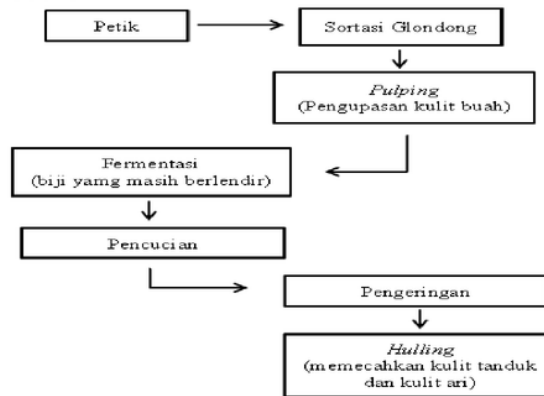 Petik
Sortasi Glondong
Pulping
(Pengupasan kulit buah)
Fermentasi
(biji yamg masih berlendir)
Pencucian
Pengeringan
Hulling
(memecahkan kulit tanduk
dan kulit ari)